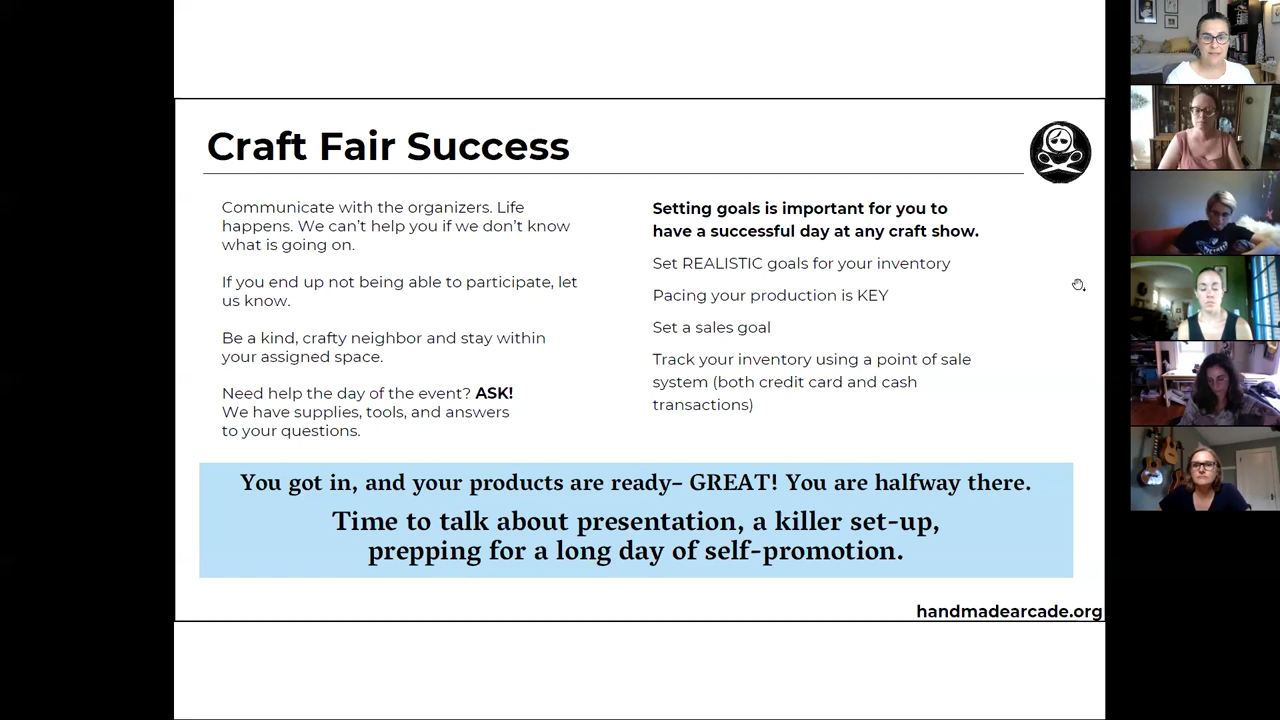 Craft Fair Success
Communicate with the organizers. Life
happens. We can't help you if we don't know
what is going on.
If you end up not being able to participate, let
us know.
Be a kind, crafty neighbor and stay within
your assigned space.
Need help the day of the event? ASK!
We have supplies, tools, and answers
to your questions.
Setting goals is important for you to
have a successful day at any craft show.
Set REALISTIC goals for your inventory
Pacing your production is KEY
Set a sales goal
Track your inventory using a point of sale
system (both credit card and cash
transactions)
You got in, and your products are ready– GREAT! You are halfway there.
Time to talk about presentation, a killer set-up,
prepping for a long day of self-promotion.
handmadearcade.org